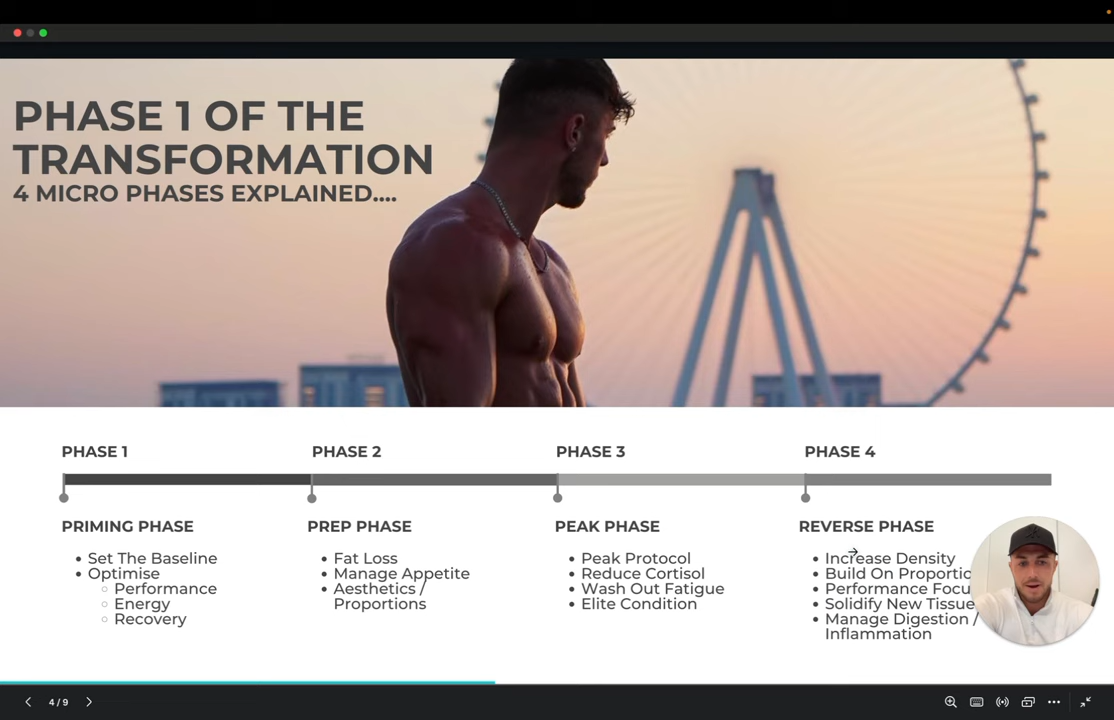 PHASE 1 OF THE
TRANSFORMATION
4 MICRO PHASES EXPLAINED....
PHASE 1
PHASE 2
PHASE 3
PHASE 4
PRIMING PHASE
• Set The Baseline
• Optimise
○ Performance
○ Energy
○ Recovery
PREP PHASE
• Fat Loss
• Manage Appetite
• Aesthetics /
Proportions
PEAK PHASE
• Peak Protocol
• Reduce Cortisol
• Wash Out Fatigue
• Elite Condition
REVERSE PHASE
• Increase Density
• Build On
• Performance
• Solidify New Tissue
• Manage Digestion /
Inflammation
4 / 9